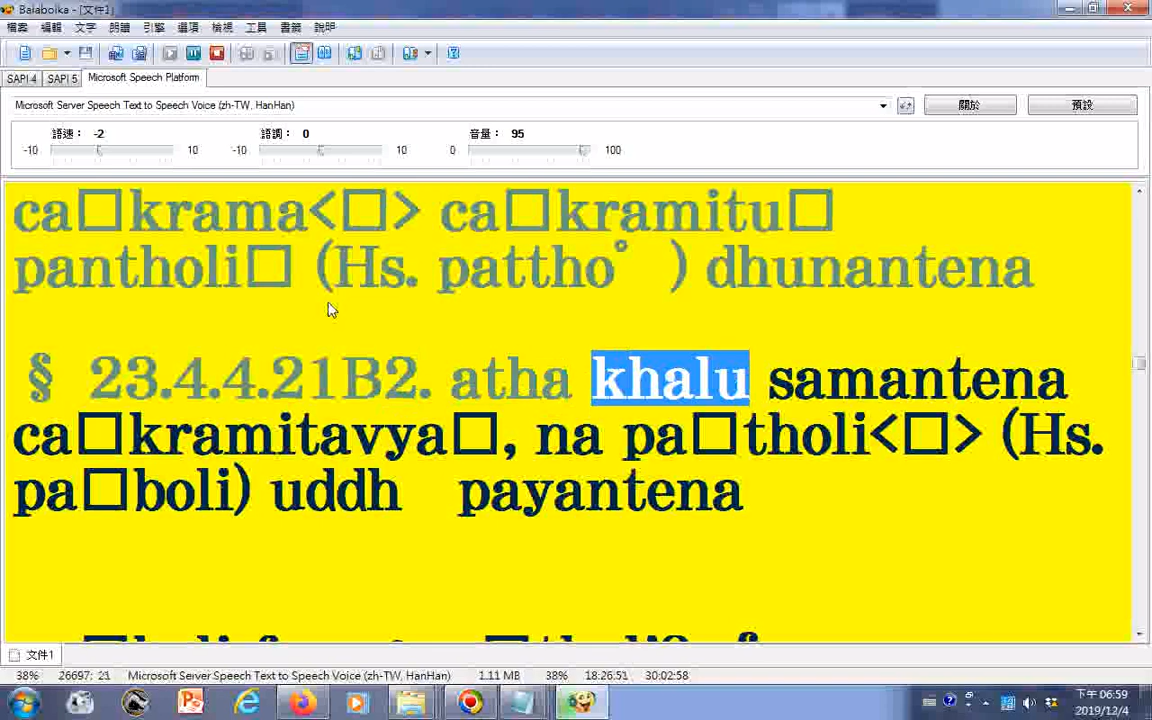 Balabolka - [文件1]
檔案 編輯 文字 朗讀 引擎 選項 檢視 工具 書籤 說明
SAPI 4 SAPI 5 Microsoft Speech Platform
Microsoft Server Speech Text to Speech Voice (zh-TW, HanHan)
關於 預設
語速： -2 語調： 0 音量： 95
-10 10 -10 10 0 100
ca□krama<□> ca□kramitu□
pantholi□ (Hs. pattho゜ ) dhunantena
§ 23.4.4.21B2. atha khalu samantena
ca□kramitavya□, na pa□tholi<□> (Hs.
pa□boli) uddh payantena
文件1
38% 26697: 21 Microsoft Server Speech Text to Speech Voice (zh-TW, HanHan) 1.11 MB 38% 18:26:51 30:02:58
下午 06:59
2019/12/4